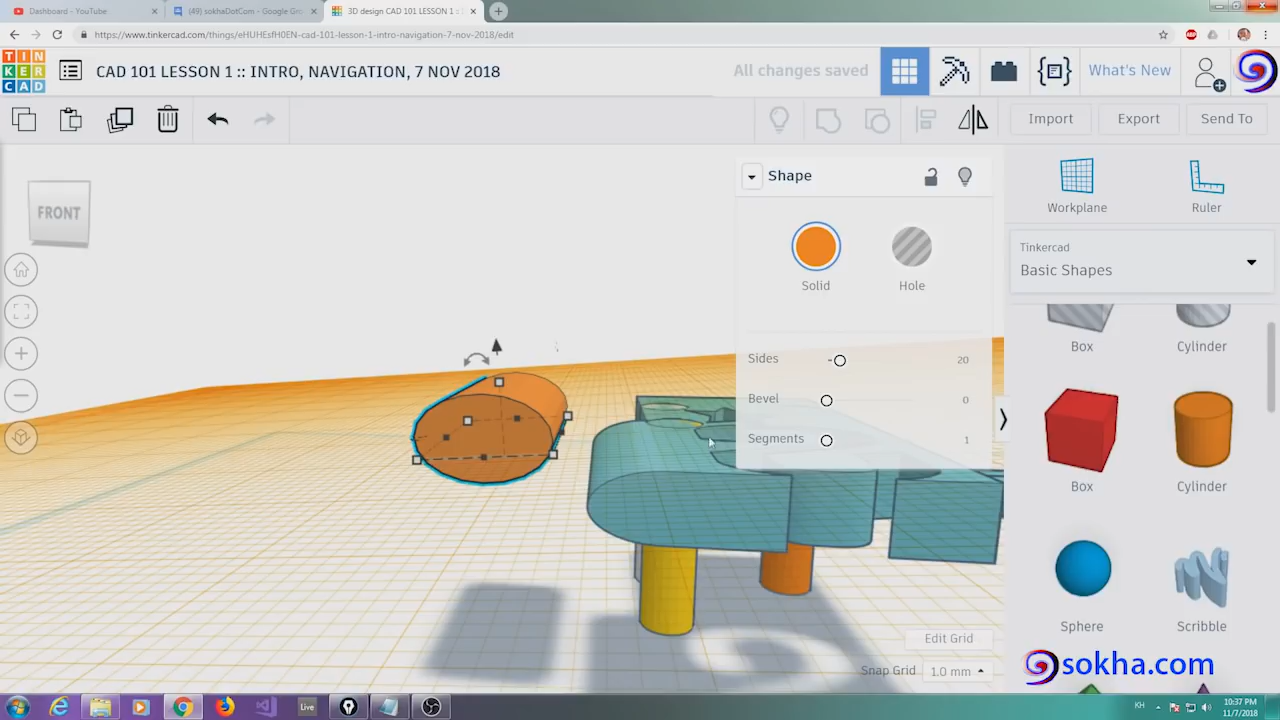 Dashboard - YouTube
(49) sokhaDotCom - Google Gro
3D design CAD 101 LESSON 1 ::
https://www.tinkercad.com/things/eHUHEsfH0EN-cad-101-lesson-1-intro-navigation-7-nov-2018/edit
TIN
KER
CAD
CAD 101 LESSON 1 :: INTRO, NAVIGATION, 7 NOV 2018
All changes saved
What's New
Import
Export
Send To
FRONT
Shape
Solid
Hole
Sides
20
Bevel
0
Segments
1
Workplane
Ruler
Tinkercad
Basic Shapes
Box
Cylinder
Box
Cylinder
Sphere
Scribble
Edit Grid
Snap Grid
1.0 mm
sokha.com
Live
KH
10:37 PM
11/7/2018